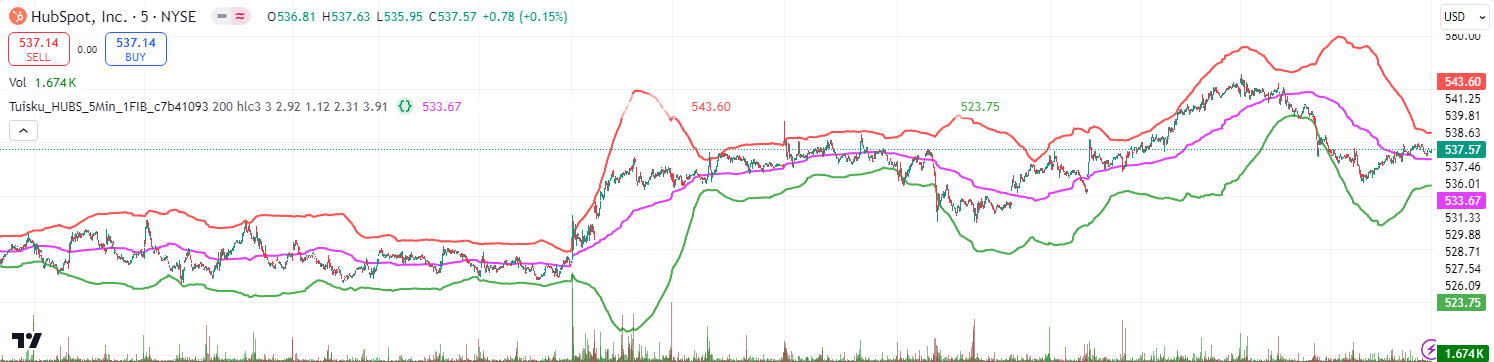 HubSpot, Inc. · 5 · NYSE O536.81 H537.63 L535.95 C537.57 +0.78 (+0.15%)
USD
580.00
537.14 SELL
0.00
537.14 BUY
Vol 1.674 K
Tuisku_HUBS_5Min_1FIB_c7b41093 200 hlc3 3 2.92 1.12 2.31 3.91 {} 533.67
543.60
523.75
543.60
541.25
539.81
538.63
537.57
537.46
536.01
533.67
531.33
529.88
528.71
527.54
526.09
523.75
1.674 K